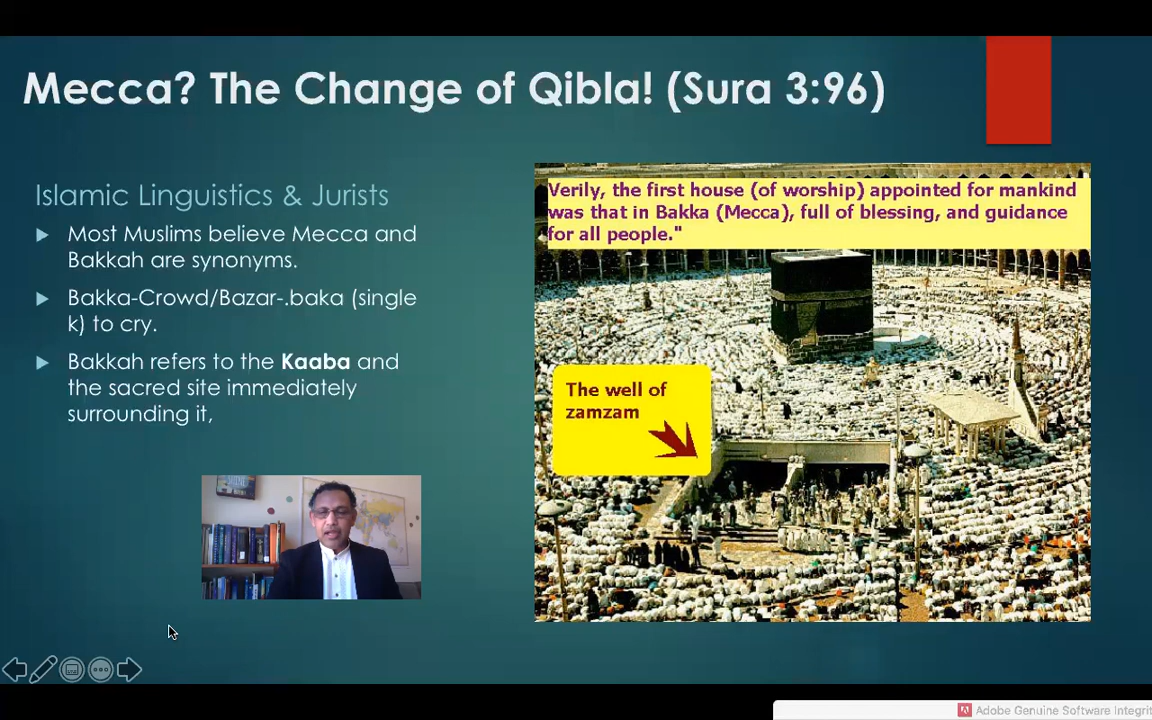 Mecca? The Change of Qibla! (Sura 3:96)
Islamic Linguistics & Jurists
Most Muslims believe Mecca and
Bakkah are synonyms.
Bakka-Crowd/Bazar-.baka (single
k) to cry.
Bakkah refers to the Kaaba and
the sacred site immediately
surrounding it,
Verily, the first house (of worship) appointed for mankind
was that in Bakka (Mecca), full of blessing, and guidance
for all people."
The well of
zamzam
Adobe Genuine Software Integrit